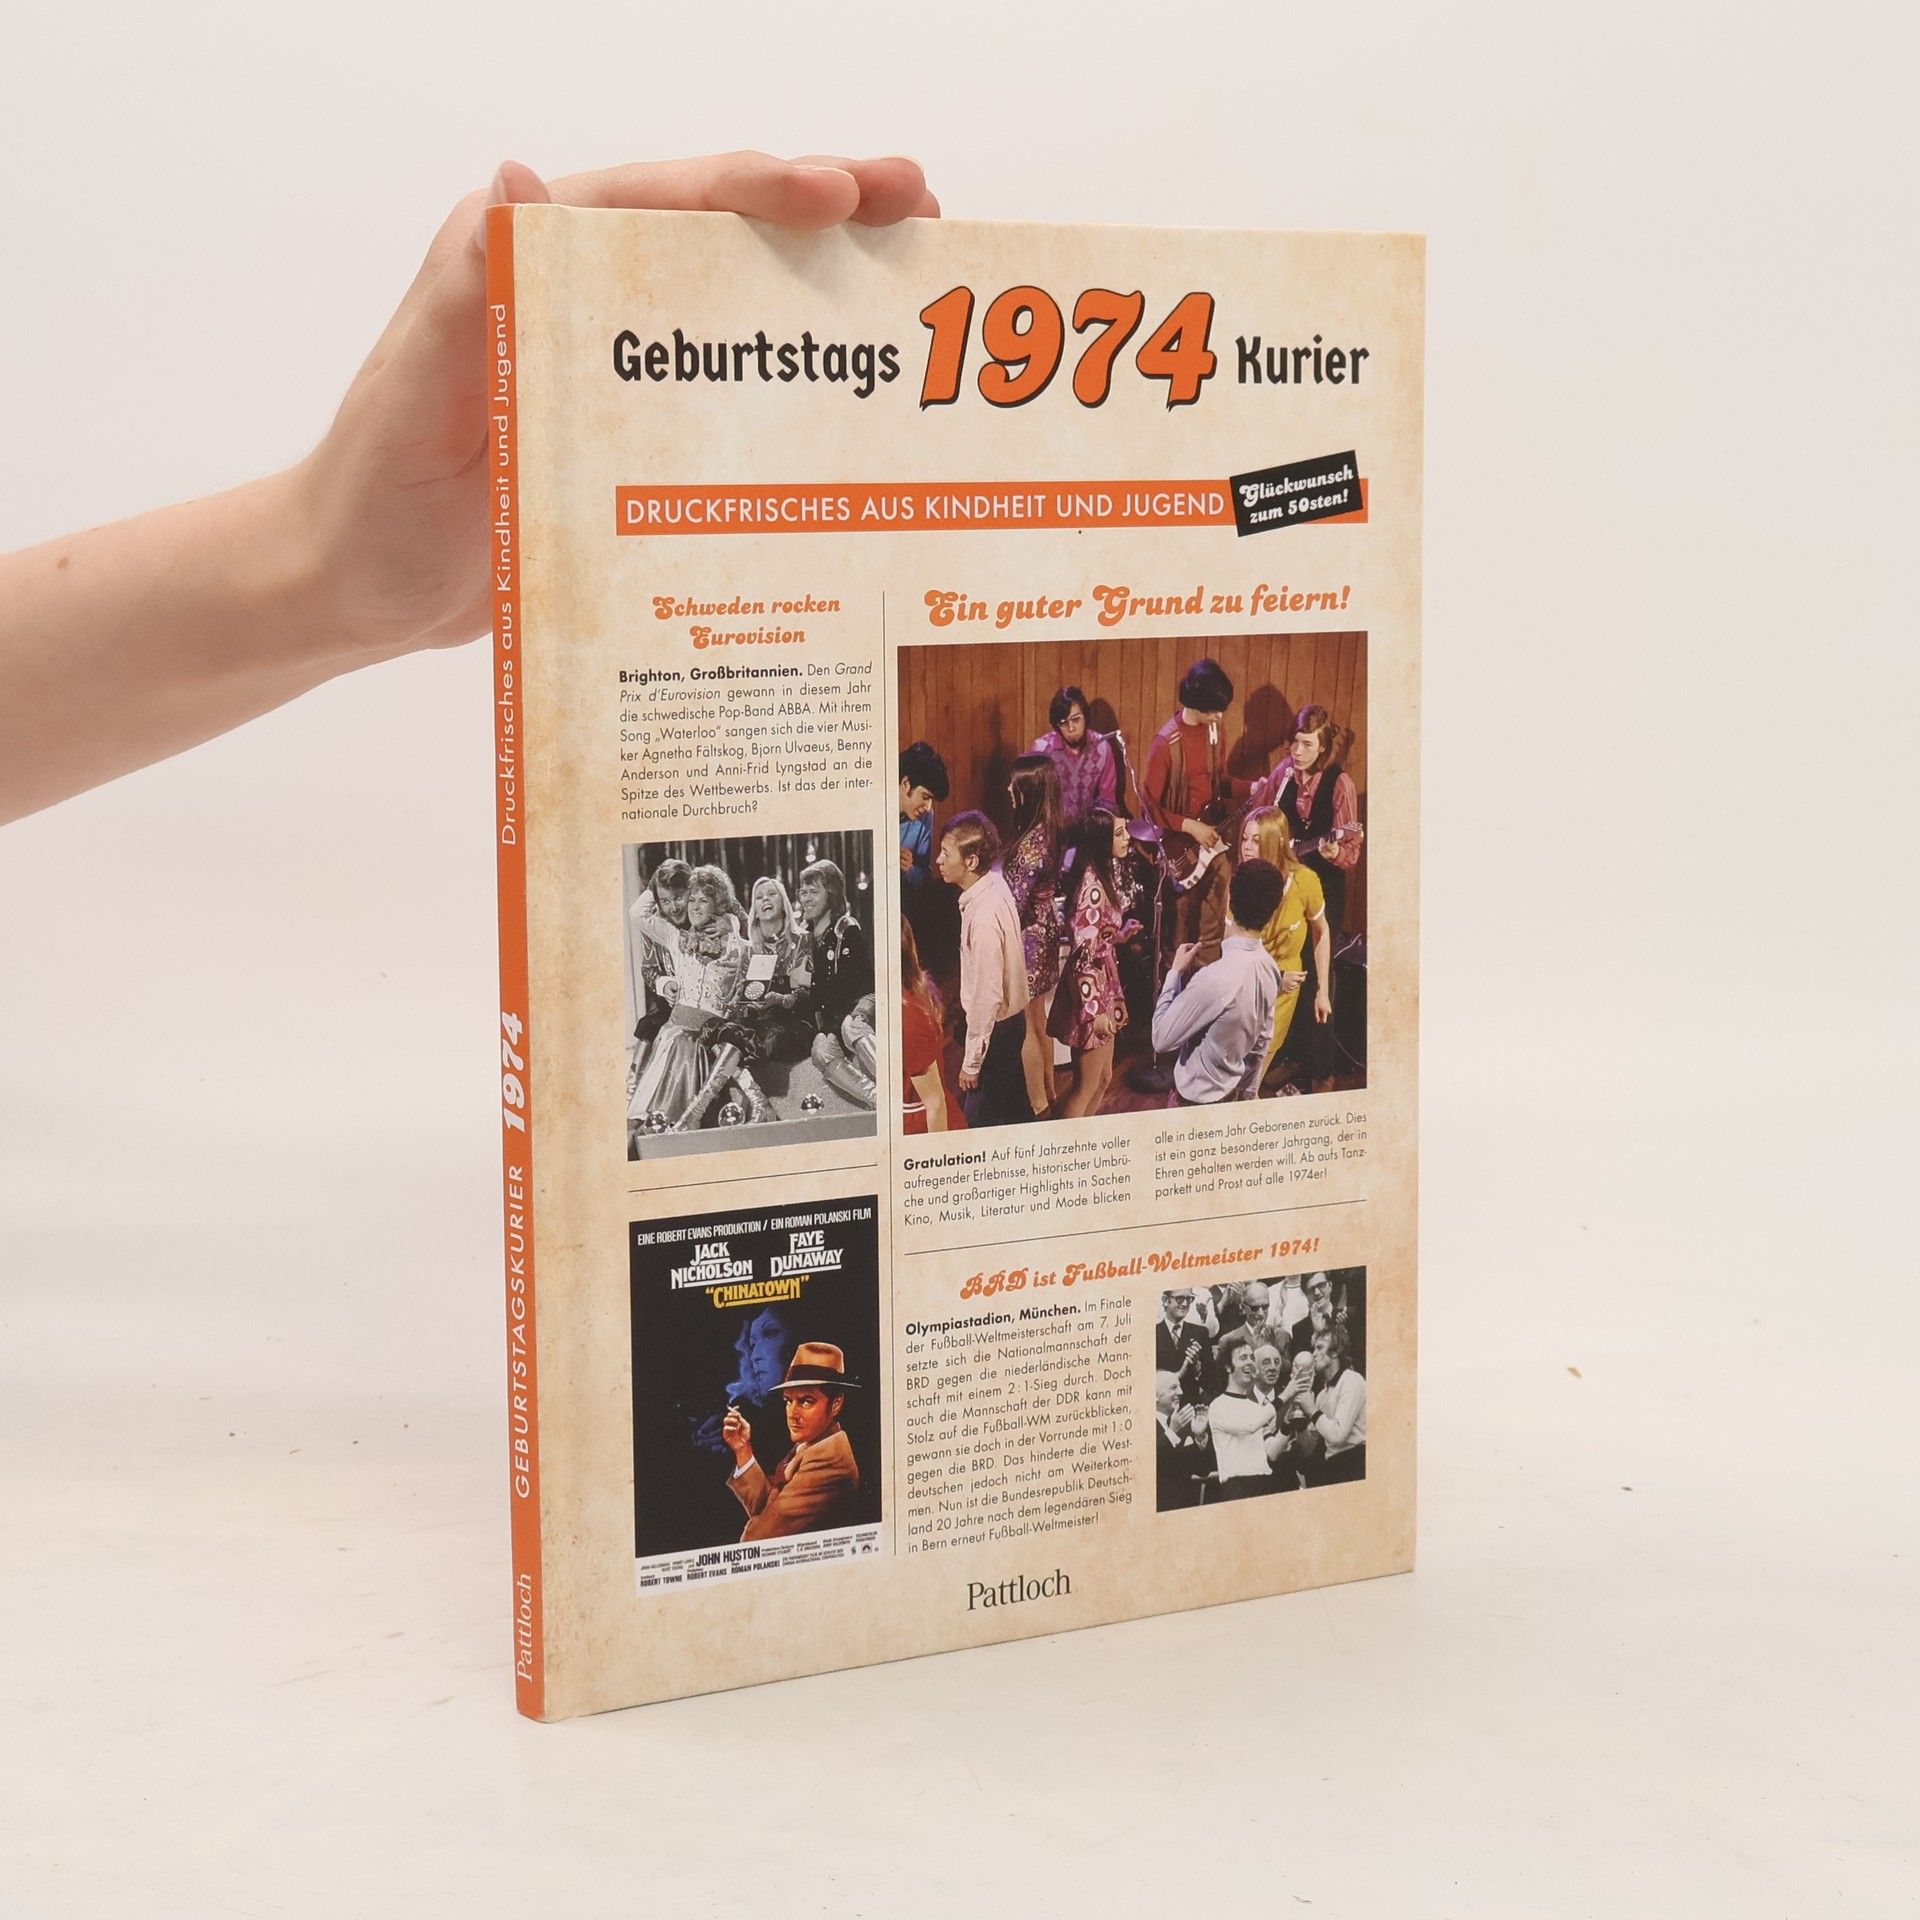 Geburtstags 1974 Kurier
DRUCKFRISCHES AUS KINDHEIT UND JUGEND
Glückwunsch
zum 50sten!
Schweden rocken
Eurovision
Brighton, Großbritannien. Den Grand
Prix d'Eurovision gewann in diesem Jahr
die schwedische Pop-Band ABBA. Mit ihrem
Song „Waterloo" sangen sich die vier Musi-
ker Agnetha Fältskog, Bjorn Ulvaeus, Benny
Anderson und Anni-Frid Lyngstad an die
Spitze des Wettbewerbs. Ist das der inter-
nationale Durchbruch?
EINE ROBERT EVANS PRODUKTION / EIN ROMAN POLANSKI FILM
JACK
NICHOLSON
FAYE
DUNAWAY
"CHINATOWN"
JOHN HUSTON
ROBERT TOWNE ROBERT EVANS ROMAN POLANSKI
Ein guter Grund zu feiern!
Gratulation! Auf fünf Jahrzehnte voller
aufregender Erlebnisse, historischer Umbrü-
che und großartiger Highlights in Sachen
Kino, Musik, Literatur und Mode blicken
alle in diesem Jahr Geborenen zurück. Dies
ist ein ganz besonderer Jahrgang, der in
Ehren gehalten werden will. Ab aufs Tanz-
parkett und Prost auf alle 1974er!
BRD ist Fußball-Weltmeister 1974!
Olympiastadion, München. Im Finale
der Fußball-Weltmeisterschaft am 7. Juli
setzte sich die Nationalmannschaft der
BRD gegen die niederländische Mann-
schaft mit einem 2:1-Sieg durch. Doch
auch die Mannschaft der DDR kann mit
Stolz auf die Fußball-WM zurückblicken,
gewann sie doch in der Vorrunde mit 1:0
gegen die BRD. Das hinderte die West-
deutschen jedoch nicht am Weiterkom-
men. Nun ist die Bundesrepublik Deutsch-
land 20 Jahre nach dem legendären Sieg
in Bern erneut Fußball-Weltmeister!
Pattloch
Pattloch GEBURTSTAGSKURIER 1974 Druckfrisches aus Kindheit und Jugend